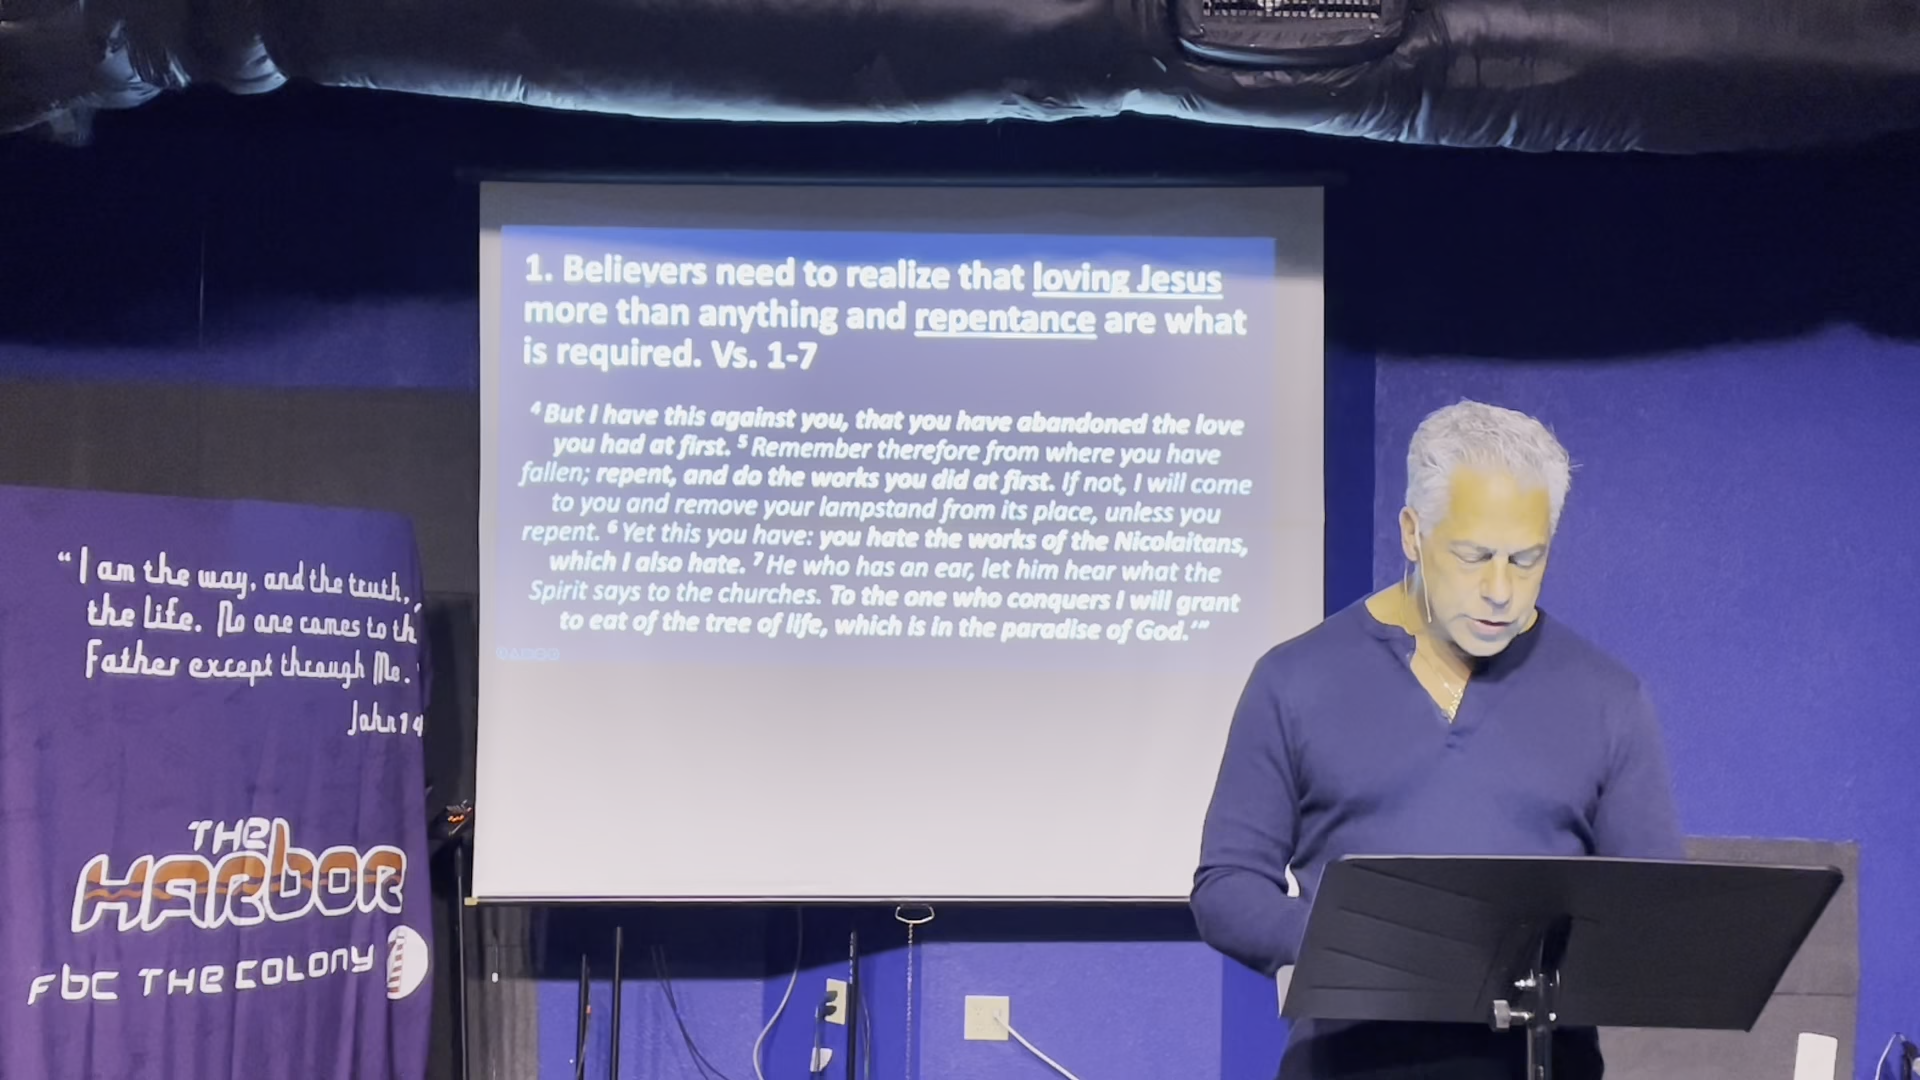 1. Believers need to realize that loving Jesus
more than anything and repentance are what
is required. Vs. 1-7
4 But I have this against you, that you have abandoned the love
you had at first. 5 Remember therefore from where you have
fallen; repent, and do the works you did at first. If not, I will come
to you and remove your lampstand from its place, unless you
repent. 6 Yet this you have: you hate the works of the Nicolaitans,
which I also hate. 7 He who has an ear, let him hear what the
Spirit says to the churches. To the one who conquers I will grant
to eat of the tree of life, which is in the paradise of God.’”
“I am the way, and the truth,
the life. No one comes to th
Father except through Me.
John 14
THE
HARBOR
FBC THE COLONY